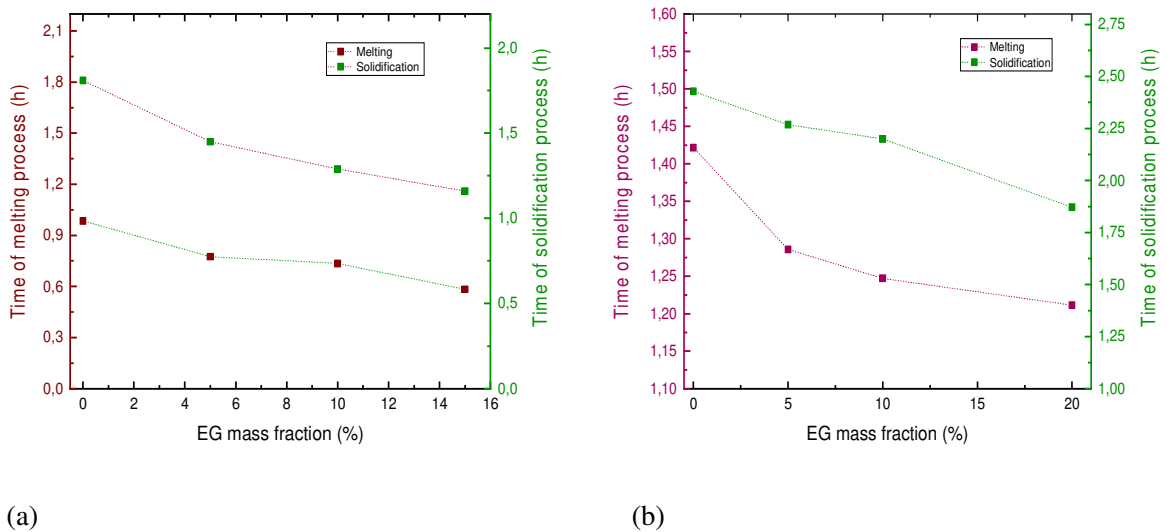 2,1
1,8
1,5
1,2
0,9
0,6
0,3
0,0
Time of melting process (h)
Melting
Solidification
2,0
1,5
1,0
0,5
0,0
Time of solidification process (h)
0 2 4 6 8 10 12 14 16
EG mass fraction (%)
(a)
1,60
1,55
1,50
1,45
1,40
1,35
1,30
1,25
1,20
1,15
1,10
Time of melting process (h)
Melting
Solidification
2,75
2,50
2,25
2,00
1,75
1,50
1,25
1,00
Time of solidification process (h)
0 5 10 15 20
EG mass fraction (%)
(b)